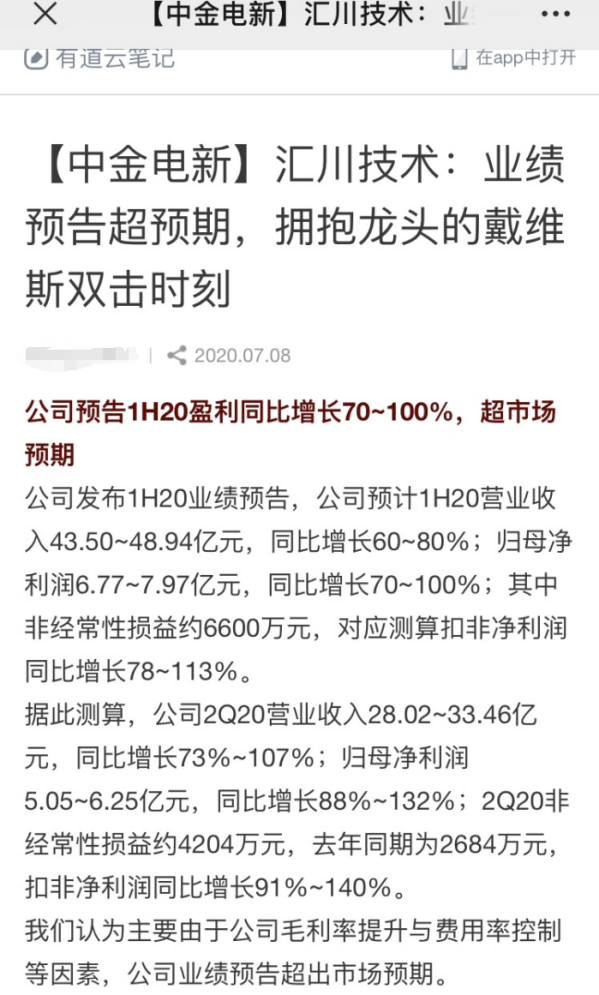 【中金电新】汇川技术：业
有道云笔记
在app中打开
【中金电新】汇川技术：业绩
预告超预期，拥抱龙头的戴维
斯双击时刻
2020.07.08
公司预告1H20盈利同比增长70~100%，超市场
预期
公司发布1H20业绩预告，公司预计1H20营业收
入43.50~48.94亿元，同比增长60~80%；归母净
利润6.77~7.97亿元，同比增长70~100%；其中
非经常性损益约6600万元，对应测算扣非净利润
同比增长78~113%。
据此测算，公司2Q20营业收入28.02~33.46亿
元，同比增长73%~107%；归母净利润
5.05~6.25亿元，同比增长88%~132%；2Q20非
经常性损益约4204万元，去年同期为2684万元，
扣非净利润同比增长91%~140%。
我们认为主要由于公司毛利率提升与费用率控制
等因素，公司业绩预告超出市场预期。